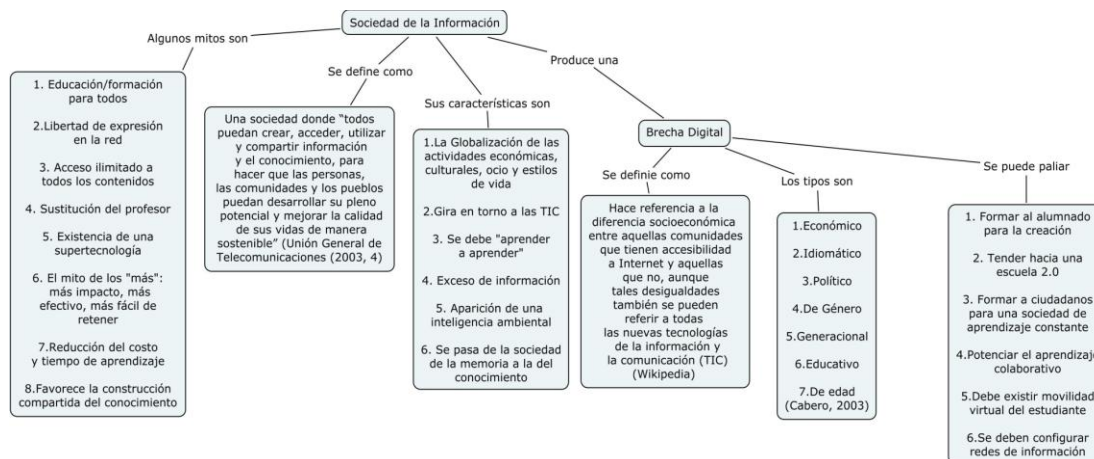 Sociedad de la Información
Algunos mitos son
1. Educación/formación
para todos
2.Libertad de expresión
en la red
3. Acceso ilimitado a
todos los contenidos
4. Sustitución del profesor
5. Existencia de una
supertecnología
6. El mito de los "más":
más impacto, más
efectivo, más fácil de
retener
7.Reducción del costo
y tiempo de aprendizaje
8.Favorece la construcción
compartida del conocimiento
Se define como
Una sociedad donde “todos
puedan crear, acceder, utilizar
y compartir información
y el conocimiento, para
hacer que las personas,
las comunidades y los pueblos
puedan desarrollar su pleno
potencial y mejorar la calidad
de sus vidas de manera
sostenible” (Unión General de
Telecomunicaciones (2003, 4)
Sus características son
1.La Globalización de las
actividades económicas,
culturales, ocio y estilos
de vida
2.Gira en torno a las TIC
3. Se debe "aprender
a aprender"
4. Exceso de información
5. Aparición de una
inteligencia ambiental
6. Se pasa de la sociedad
de la memoria a la del
conocimiento
Produce una
Brecha Digital
Se definie como
Hace referencia a la
diferencia socioeconómica
entre aquellas comunidades
que tienen accesibilidad
a Internet y aquellas
que no, aunque
tales desigualdades
también se pueden
referir a todas
las nuevas tecnologías
de la información y
la comunicación (TIC)
(Wikipedia)
Los tipos son
1.Económico
2.Idiomático
3.Político
4.De Género
5.Generacional
6.Educativo
7.De edad
(Cabero, 2003)
Se puede paliar
1. Formar al alumnado
para la creación
2. Tender hacia una
escuela 2.0
3. Formar a ciudadanos
para una sociedad de
aprendizaje constante
4.Potenciar el aprendizaje
colaborativo
5.Debe existir movilidad
virtual del estudiante
6.Se deben configurar
redes de información